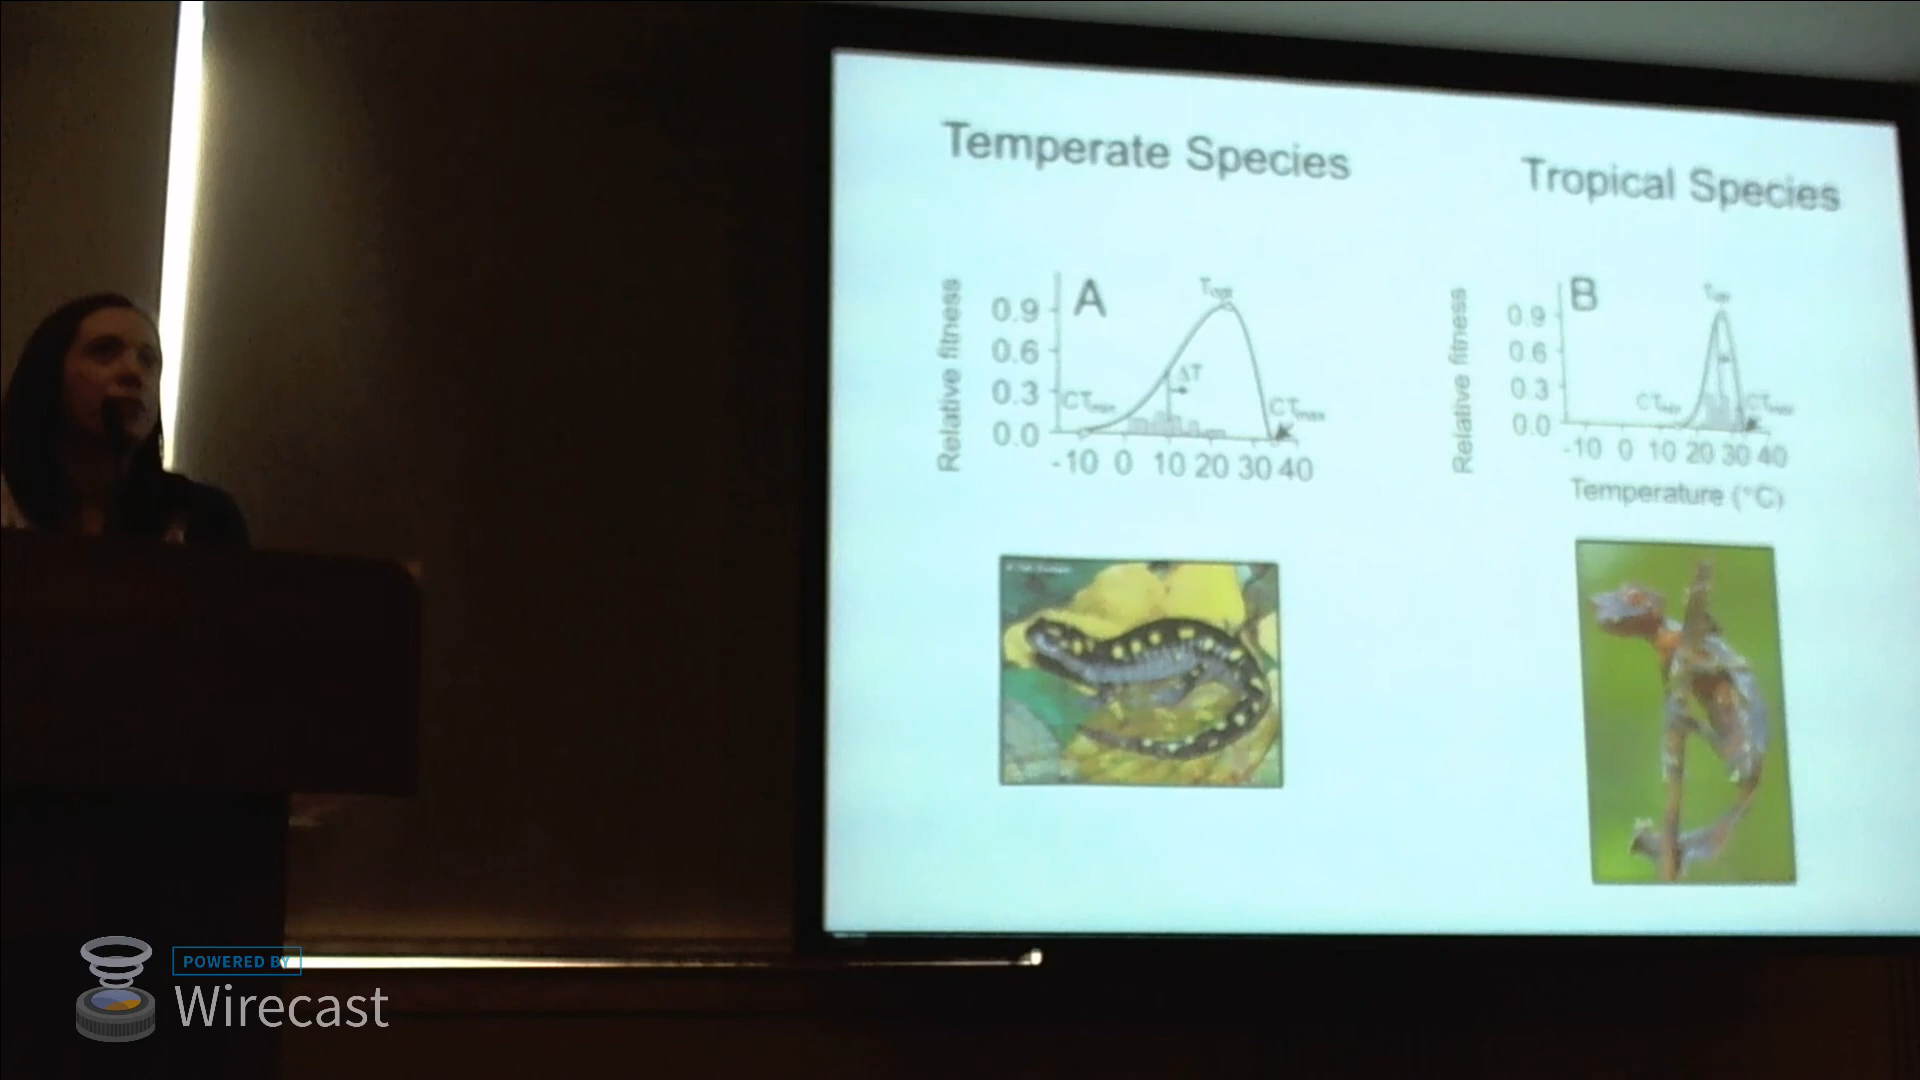 Temperate Species
Tropical Species
A
Relative fitness
0.9
0.6
0.3
0.0
Topt
ΔT
CTmin
CTmax
-10 0 10 20 30 40
B
Relative fitness
0.9
0.6
0.3
0.0
Topt
CTmin
CTmax
-10 0 10 20 30 40
Temperature (°C)
POWERED BY
Wirecast